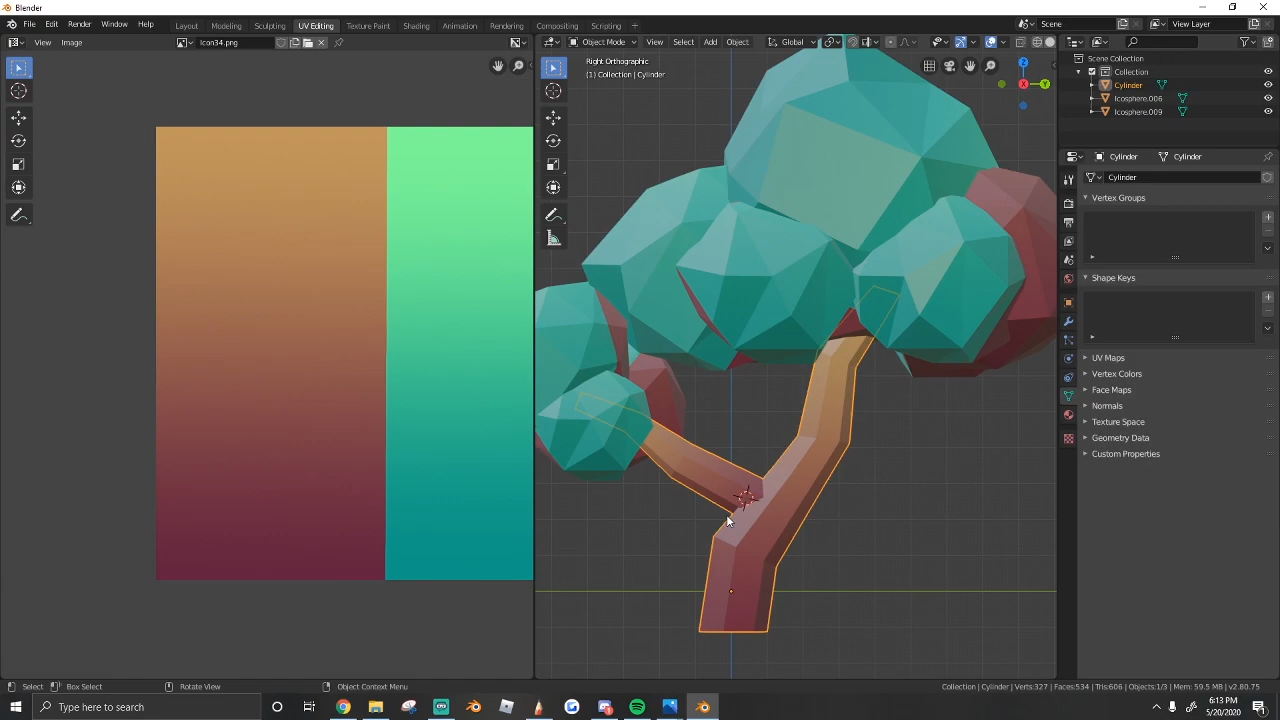 Blender
File Edit Render Window Help Layout Modeling Sculpting UV Editing Texture Paint Shading Animation Rendering Compositing Scripting + Scene View Layer
View Image Icon34.png Object Mode View Select Add Object Global
Right Orthographic
(1) Collection | Cylinder
Z
X
Y
Scene Collection
Collection
Cylinder
Icosphere.006
Icosphere.009
Cylinder Cylinder
Cylinder
Vertex Groups
Shape Keys
UV Maps
Vertex Colors
Face Maps
Normals
Texture Space
Geometry Data
Custom Properties
Select Box Select Rotate View Object Context Menu Collection | Cylinder | Verts:327 | Faces:534 | Tris:606 | Objects:1/3 | Mem: 59.5 MB | v2.80.75
Type here to search
6:13 PM
5/20/2020